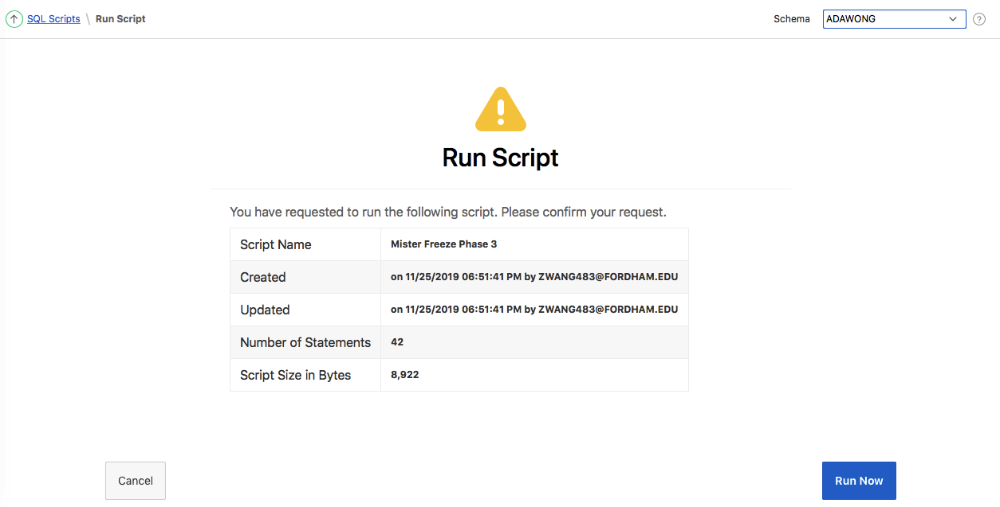 SQL Scripts \ Run Script
Schema ADAWONG ?
Run Script
You have requested to run the following script. Please confirm your request.
Script Name Mister Freeze Phase 3
Created on 11/25/2019 06:51:41 PM by ZWANG483@FORDHAM.EDU
Updated on 11/25/2019 06:51:41 PM by ZWANG483@FORDHAM.EDU
Number of Statements 42
Script Size in Bytes 8,922
Cancel Run Now